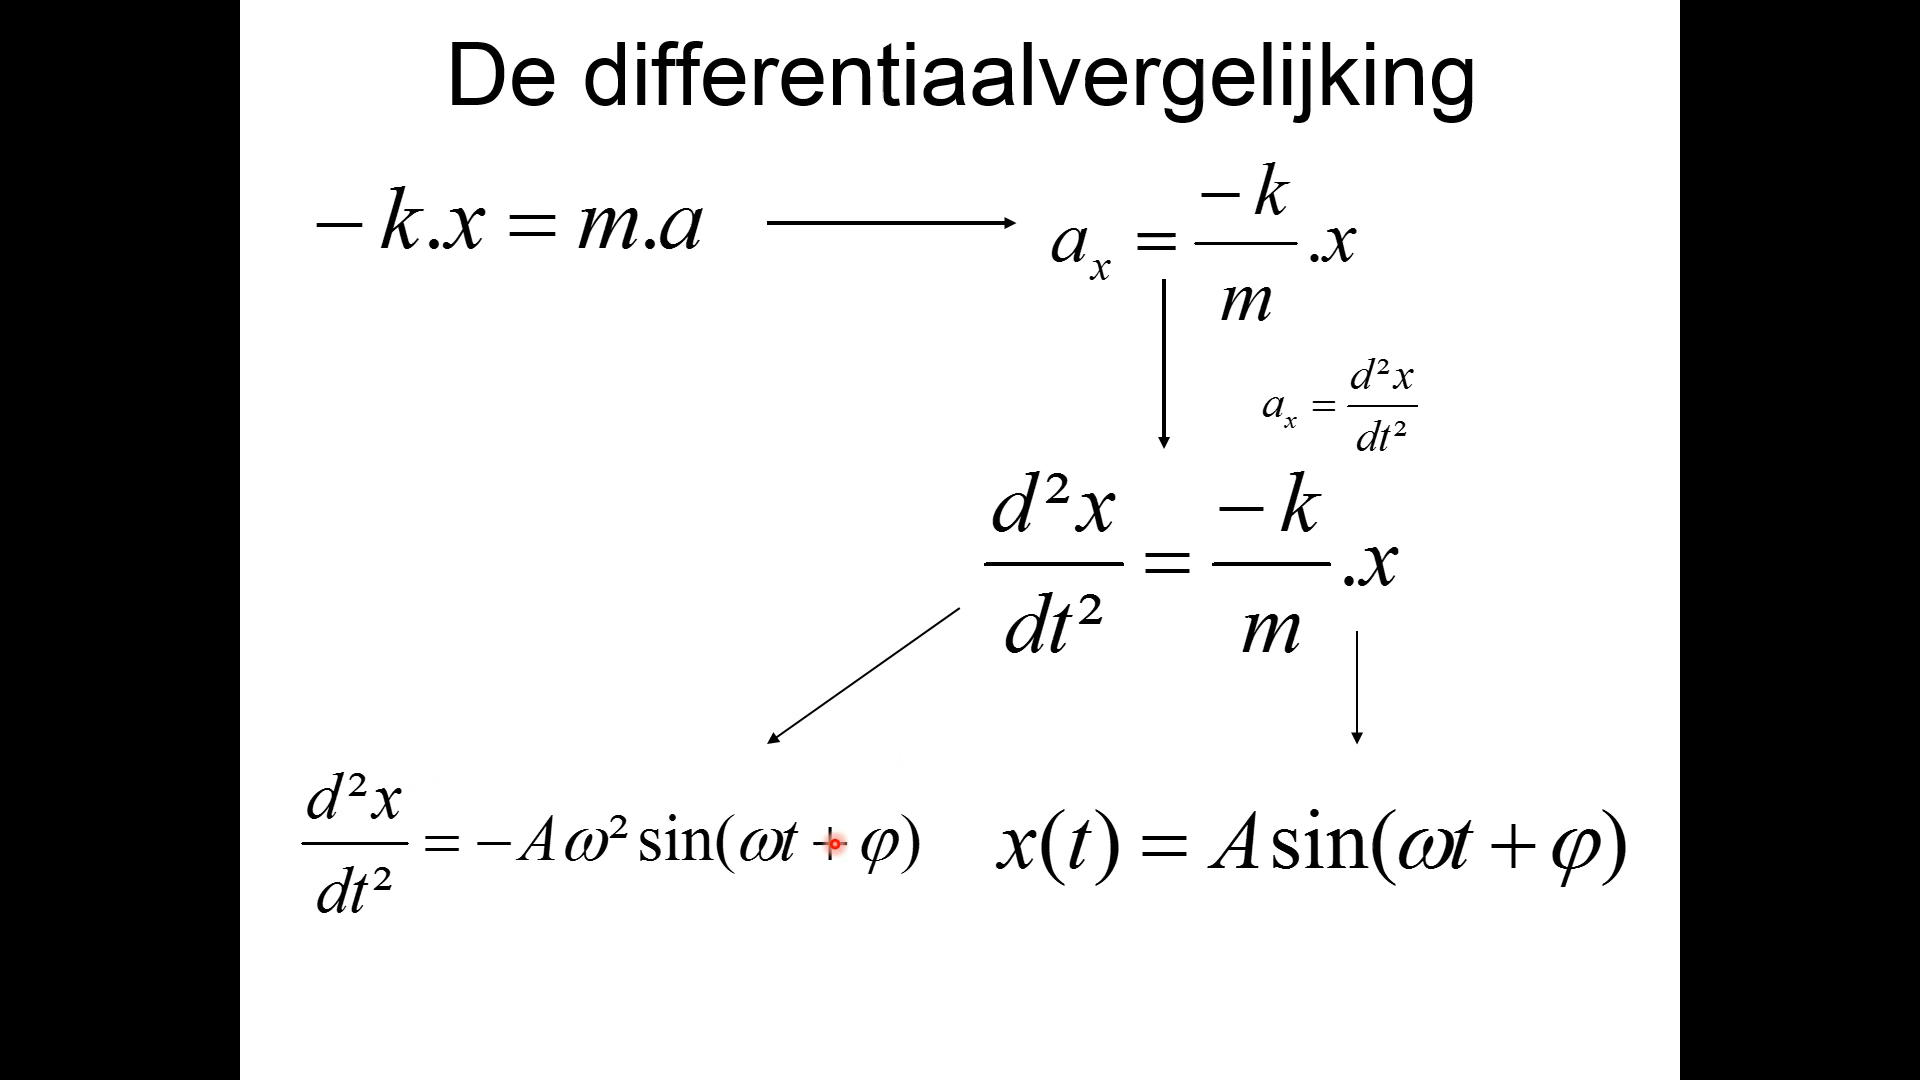 De differentiaalvergelijking
−k.x = m.a
a_x = −k/m .x
a_x = d²x/dt²
d²x/dt² = −k/m .x
d²x/dt² = −Aω² sin(ωt + φ)
x(t) = A sin(ωt + φ)